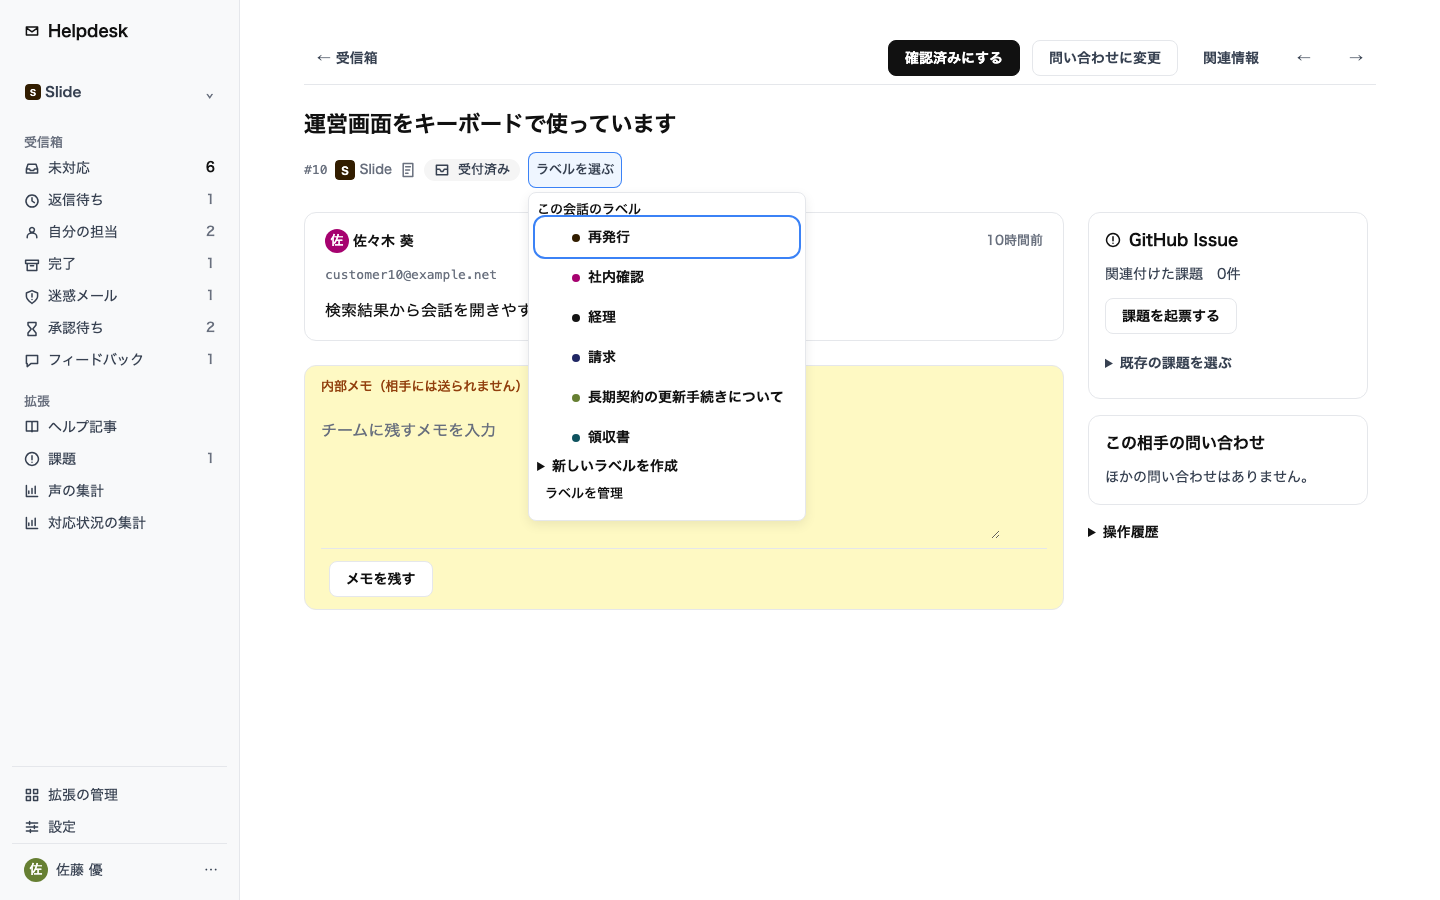 Helpdesk
S Slide
受信箱
未対応 6
返信待ち 1
自分の担当 2
完了 1
迷惑メール 1
承認待ち 2
フィードバック 1
拡張
ヘルプ記事
課題 1
声の集計
対応状況の集計
拡張の管理
設定
佐 佐藤 優 …
← 受信箱
確認済みにする
問い合わせに変更
関連情報
← →
運営画面をキーボードで使っています
#10 S Slide 受付済み ラベルを選ぶ
佐 佐々木 葵
10時間前
customer10@example.net
検索結果から会話を開きやす
この会話のラベル
再発行
社内確認
経理
請求
長期契約の更新手続きについて
領収書
▶ 新しいラベルを作成
ラベルを管理
内部メモ（相手には送られません）
チームに残すメモを入力
メモを残す
GitHub Issue
関連付けた課題 0件
課題を起票する
▶ 既存の課題を選ぶ
この相手の問い合わせ
ほかの問い合わせはありません。
▶ 操作履歴